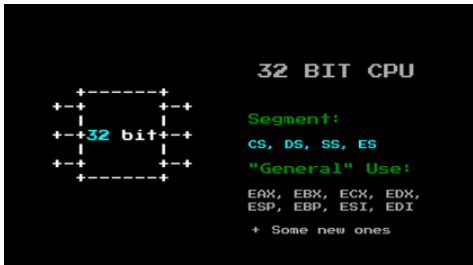 32 BIT CPU
32 bit
Segment:
CS, DS, SS, ES
"General" Use:
EAX, EBX, ECX, EDX,
ESP, EBP, ESI, EDI
+ Some new ones